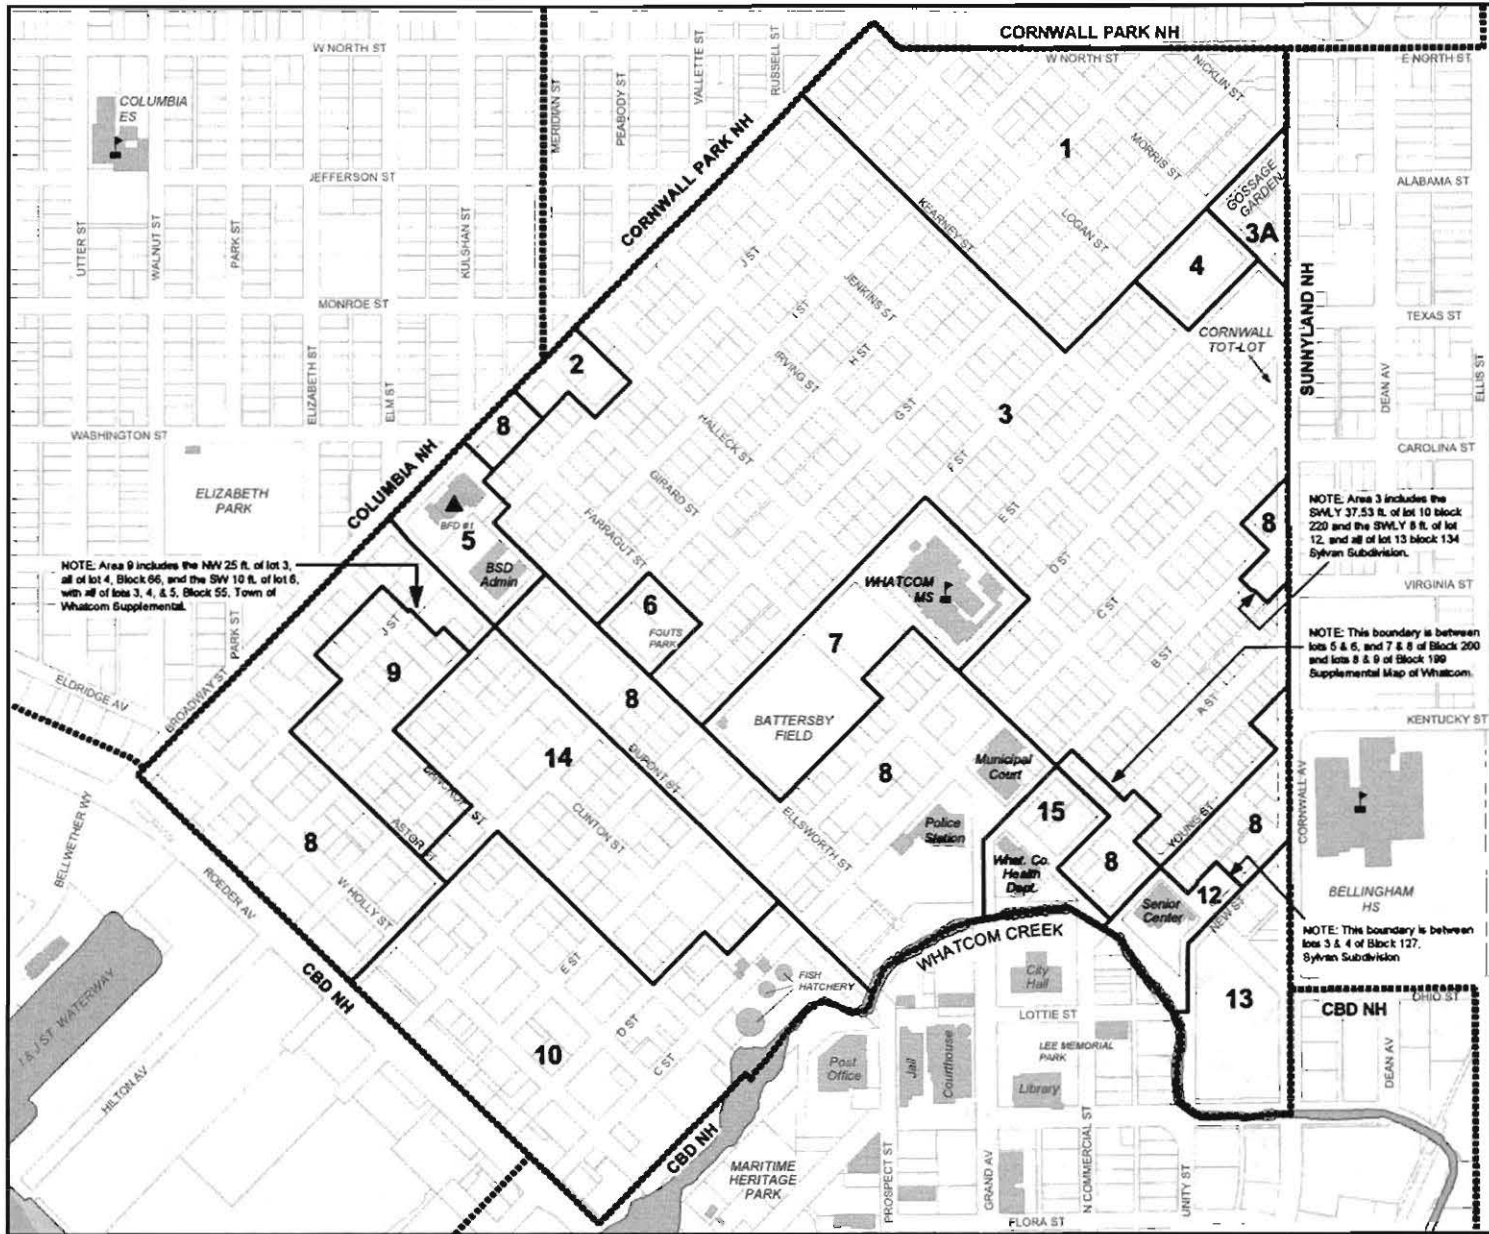 CORNWALL PARK NH
W NORTH ST
W NORTH ST
E NORTH ST
NICKLIN ST
COLUMBIA
ES
MERIDIAN ST
PEABODY ST
VALLETTE ST
RUSSELL ST
CORNWALL PARK NH
1
MORRIS ST
JEFFERSON ST
ALABAMA ST
GOSSAGE
GARDEN
3A
UTTER ST
WALNUT ST
PARK ST
KULSHAN ST
KEARNEY ST
LOGAN ST
4
J ST
JENKINS ST
I ST
MONROE ST
TEXAS ST
CORNWALL
TOT-LOT
SUNNYLAND NH
H ST
IRVING ST
2
ELIZABETH ST
ELM ST
DEAN AV
ELLIS ST
G ST
3
8
HALLECK ST
WASHINGTON ST
CAROLINA ST
F ST
COLUMBIA NH
GIRARD ST
ELIZABETH
PARK
BFD #1
5
FARRAGUT ST
E ST
8
NOTE: Area 3 includes the
SWLY 37.53 ft. of lot 10 block
220 and the SWLY 8 ft. of lot
12, and all of lot 13 block 134
Sylvan Subdivision.
NOTE: Area 9 includes the NW 25 ft. of lot 3,
all of lot 4, Block 66, and the SW 10 ft. of lot 6,
with all of lots 3, 4, & 5, Block 55, Town of
Whatcom Supplemental.
BSD
Admin
D ST
WHATCOM
MS
VIRGINIA ST
6
FOUTS
PARK
C ST
J ST
7
PARK ST
NOTE: This boundary is between
lots 5 & 6, and 7 & 8 of Block 200
and lots 8 & 9 of Block 199
Supplemental Map of Whatcom.
9
B ST
ELDRIDGE AV
BROADWAY ST
8
A ST
BATTERSBY
FIELD
KENTUCKY ST
14
DUPONT ST
8
Municipal
Court
BANCROFT ST
CLINTON ST
15
YOUNG ST
8
CORNWALL AV
ELLSWORTH ST
Police
Station
BELLWETHER WY
8
ASTOR ST
What. Co.
Health
Dept.
8
ROEDER AV
W HOLLY ST
12
BELLINGHAM
HS
Senior
Center
NEW ST
WHATCOM CREEK
NOTE: This boundary is between
lots 3 & 4 of Block 127,
Sylvan Subdivision
CBD NH
E ST
FISH
HATCHERY
City
Hall
13
I & J ST WATERWAY
CBD NH
OHIO ST
LOTTIE ST
D ST
10
C ST
LEE MEMORIAL
PARK
Post
Office
Jail
Courthouse
Library
DEAN AV
HILTON AV
CBD NH
MARITIME
HERITAGE
PARK
PROSPECT ST
GRAND AV
N COMMERCIAL ST
UNITY ST
FLORA ST